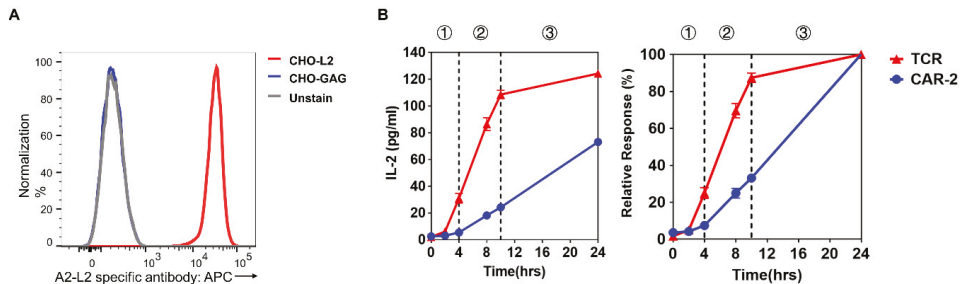 A
CHO-L2
CHO-GAG
Unstain
Normalization
%
100
80
60
40
20
0
0
10³
10⁴
10⁵
A2-L2 specific antibody: APC
B
① ② ③
IL-2 (pg/ml)
140
120
100
80
60
40
20
0
0 4 8 12 16 20 24
Time(hrs)
① ② ③
Relative Response (%)
100
80
60
40
20
0
0 4 8 12 16 20 24
Time(hrs)
TCR
CAR-2